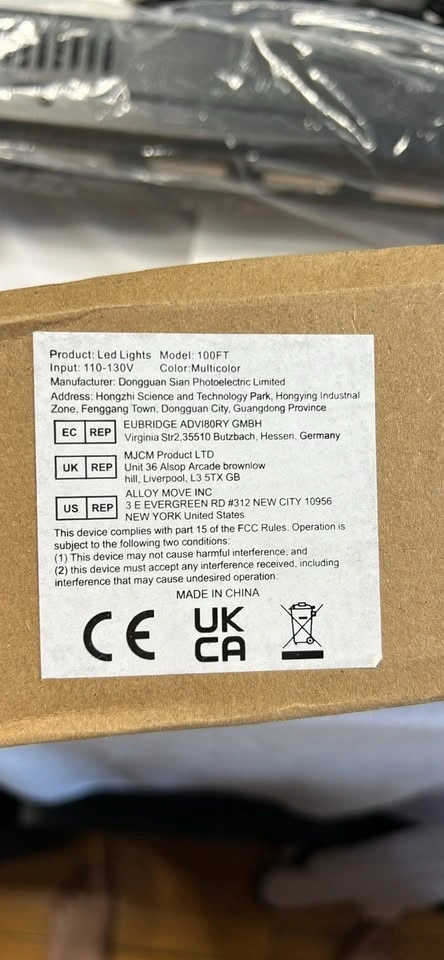 Product: Led Lights Model: 100FT
Input: 110-130V Color:Multicolor
Manufacturer: Dongguan Sian Photoelectric Limited
Address: Hongzhi Science and Technology Park, Hongying Industrial
Zone, Fenggang Town, Dongguan City, Guangdong Province
EC REP
EUBRIDGE ADVI80RY GMBH
Virginia Str2,35510 Butzbach, Hessen, Germany
UK REP
MJCM Product LTD
Unit 36 Alsop Arcade brownlow
hill, Liverpool, L3 5TX GB
US REP
ALLOY MOVE INC
3 E EVERGREEN RD #312 NEW CITY 10956
NEW YORK United States
This device complies with part 15 of the FCC Rules. Operation is
subject to the following two conditions:
(1) This device may not cause harmful interference, and
(2) this device must accept any interference received, including
interference that may cause undesired operation.
MADE IN CHINA
CE
UK
CA